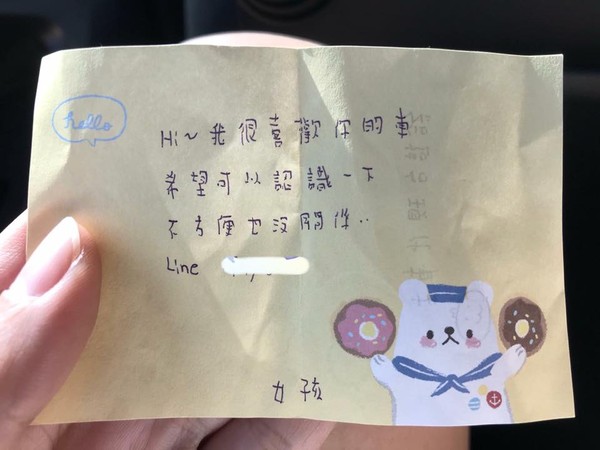 hello
Hi~我很喜歡你的車
希望可以認識一下
不方便也沒關係..
Line
女孩